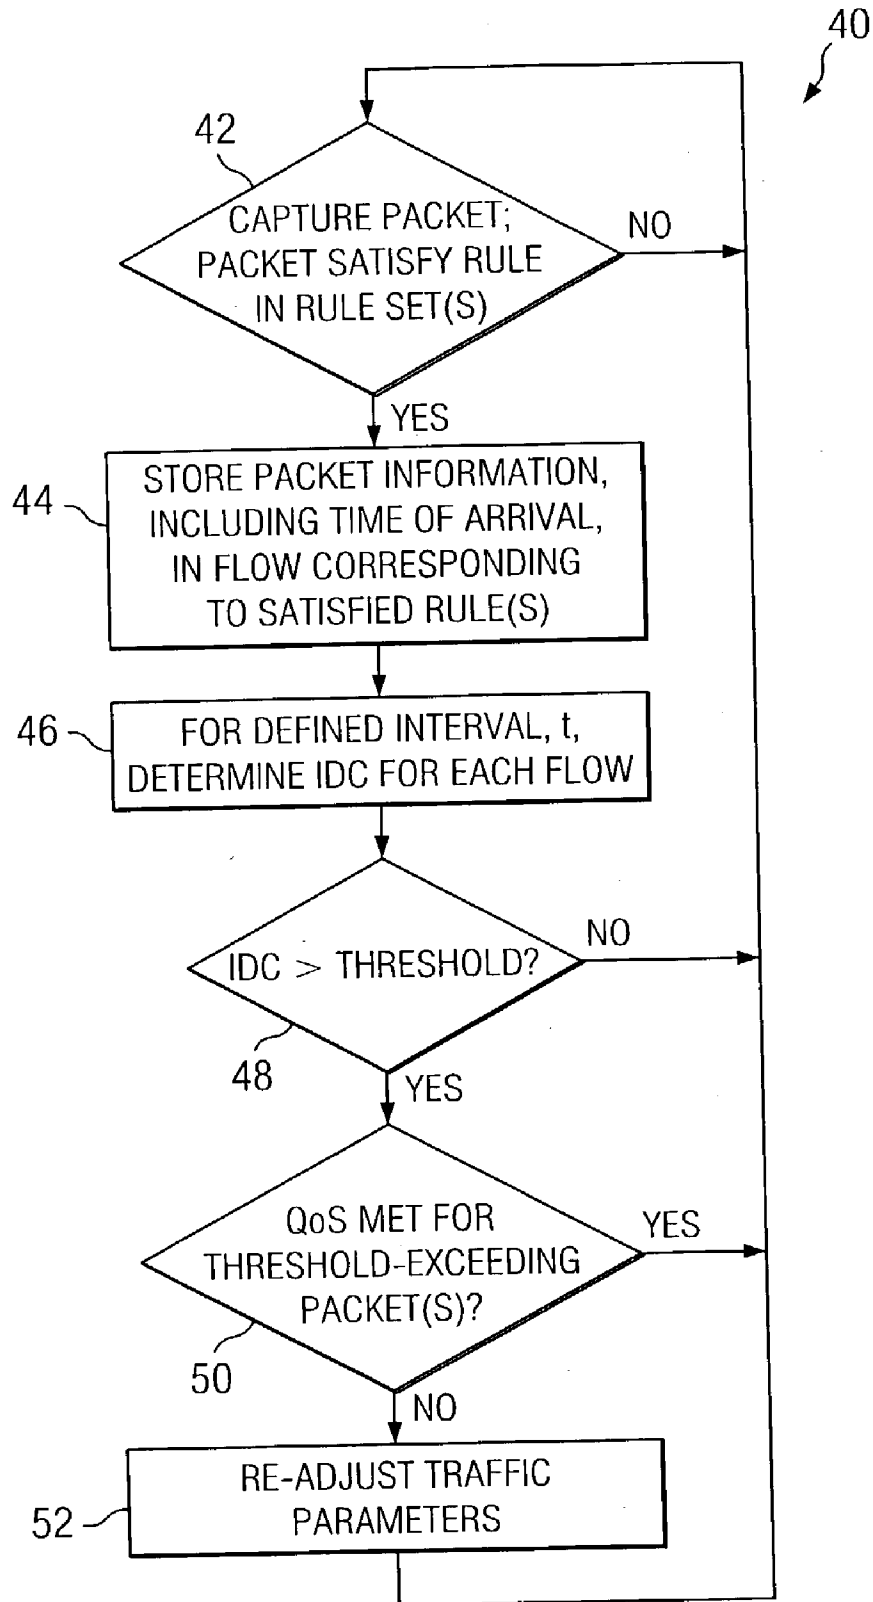 40
42
CAPTURE PACKET;
PACKET SATISFY RULE
IN RULE SET(S)
NO
YES
44
STORE PACKET INFORMATION,
INCLUDING TIME OF ARRIVAL,
IN FLOW CORRESPONDING
TO SATISFIED RULE(S)
46
FOR DEFINED INTERVAL, t,
DETERMINE IDC FOR EACH FLOW
IDC > THRESHOLD?
NO
48
YES
QoS MET FOR
THRESHOLD-EXCEEDING
PACKET(S)?
YES
50
NO
52
RE-ADJUST TRAFFIC
PARAMETERS